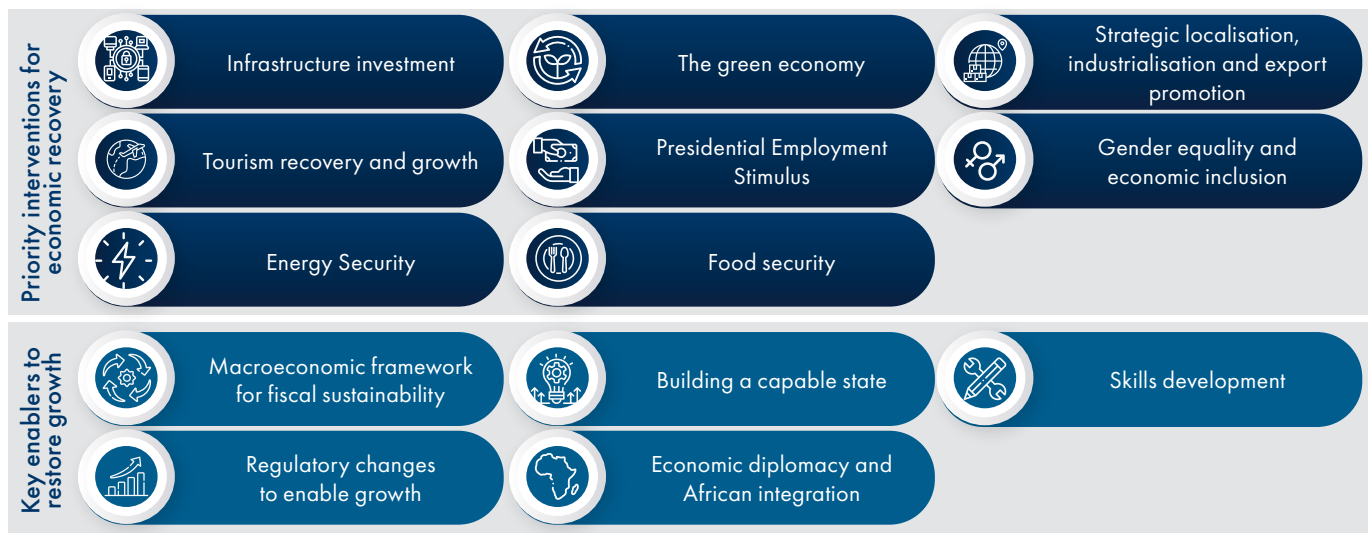 Priority interventions for
economic recovery
Infrastructure investment
The green economy
Strategic localisation,
industrialisation and export
promotion
Tourism recovery and growth
Presidential Employment
Stimulus
Gender equality and
economic inclusion
Energy Security
Food security
Key enablers to
restore growth
Macroeconomic framework
for fiscal sustainability
Building a capable state
Skills development
Regulatory changes
to enable growth
Economic diplomacy and
African integration